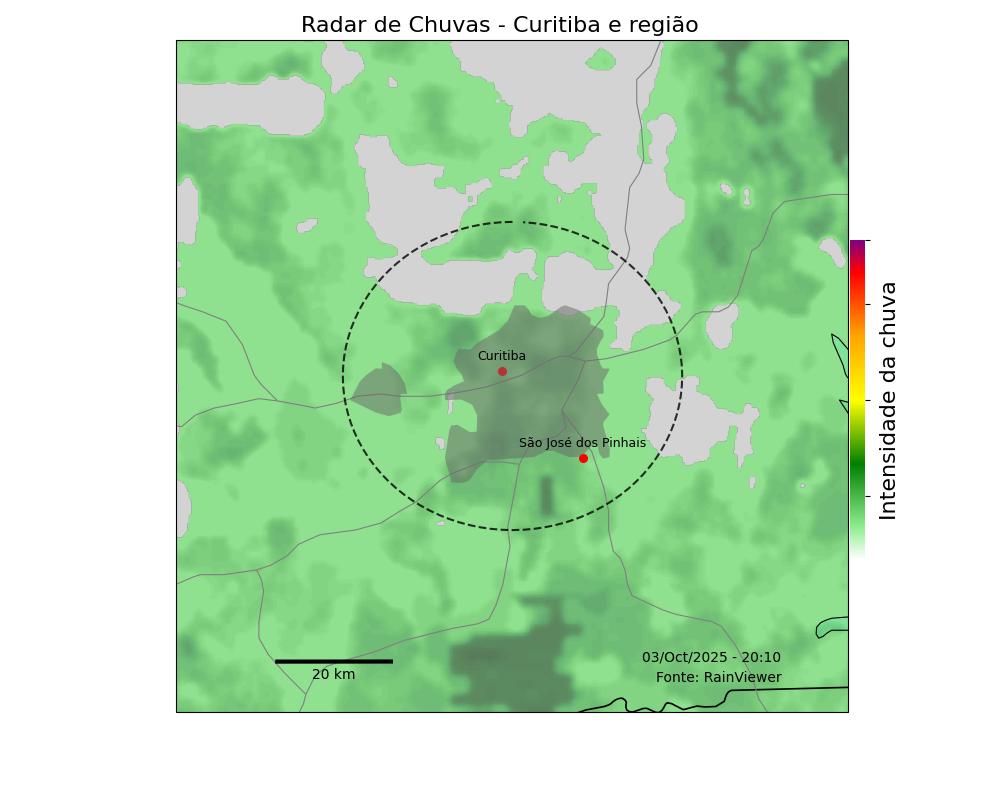 Radar de Chuvas - Curitiba e região
Curitiba
São José dos Pinhais
Intensidade da chuva
03/Oct/2025 - 20:10
Fonte: RainViewer
20 km